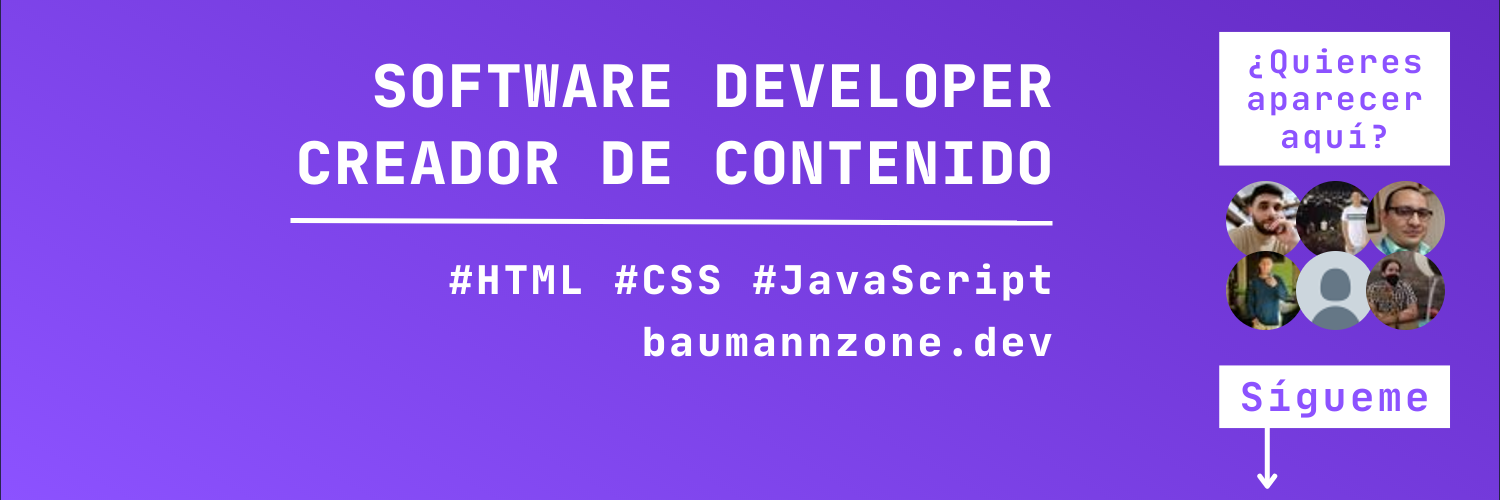 SOFTWARE DEVELOPER
CREADOR DE CONTENIDO
#HTML #CSS #JavaScript
baumannzone.dev
¿Quieres
aparecer
aquí?
Sígueme